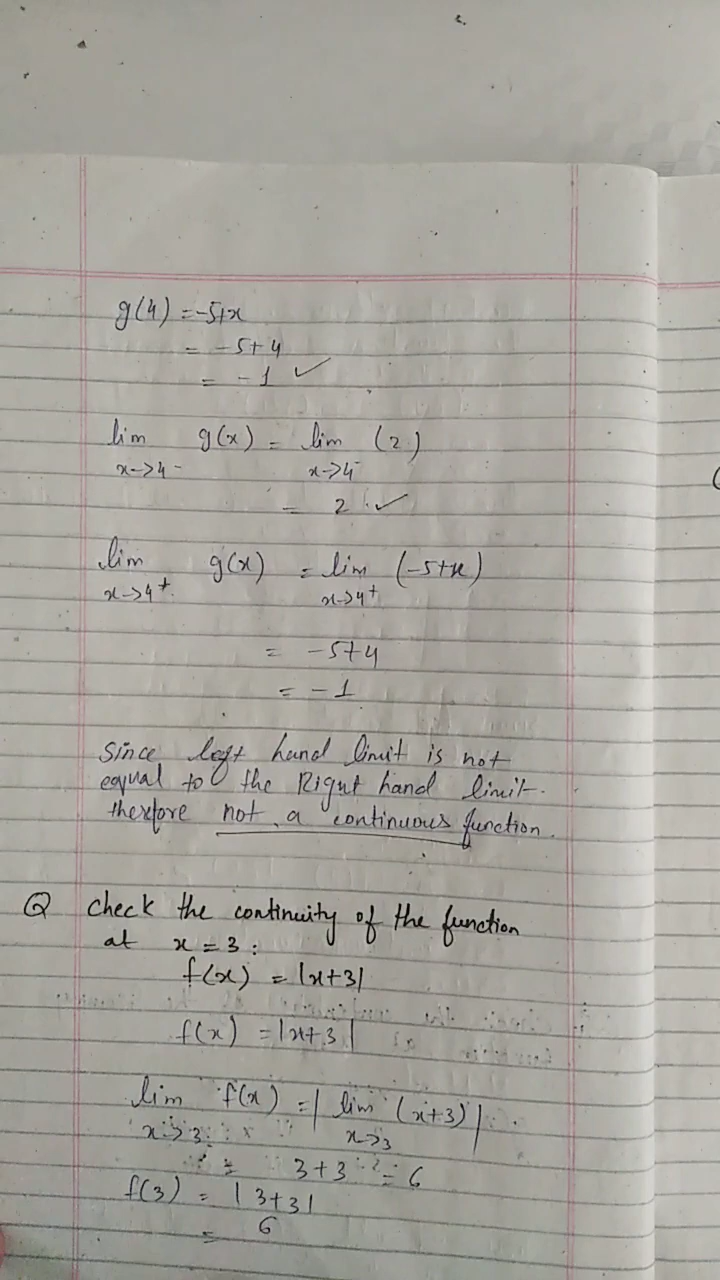 g(4) = -5+x
= -5+4
= -1 ✓
lim g(x) = lim (2)
x->4- x->4-
= 2 ✓
lim g(x) = lim (-5+x)
x->4+ x->4+
= -5+4
= -1
Since left hand limit is not
equal to the Right hand limit.
therefore not a continuous function.
Q check the continuity of the function
at x = 3 :
f(x) = |x+3|
f(x) = |x+3|
lim f(x) = | lim (x+3) |
x->3 x->3
= 3+3 = 6
f(3) = |3+3|
= 6